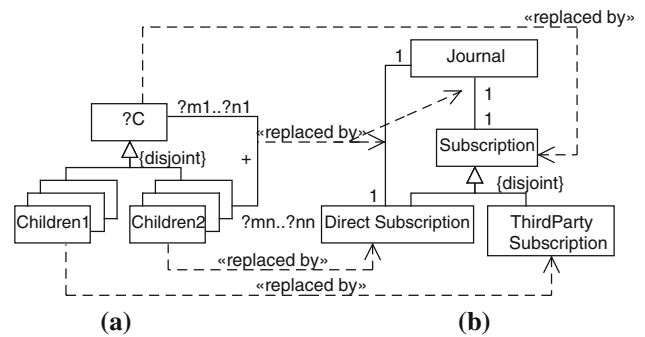 «replaced by»
1
Journal
?C
?m1..?n1
1
«replaced by»
1
+
Subscription
{disjoint}
{disjoint}
1
Children1
Children2
?mn..?nn
Direct Subscription
ThirdParty
Subscription
«replaced by»
«replaced by»
(a)
(b)